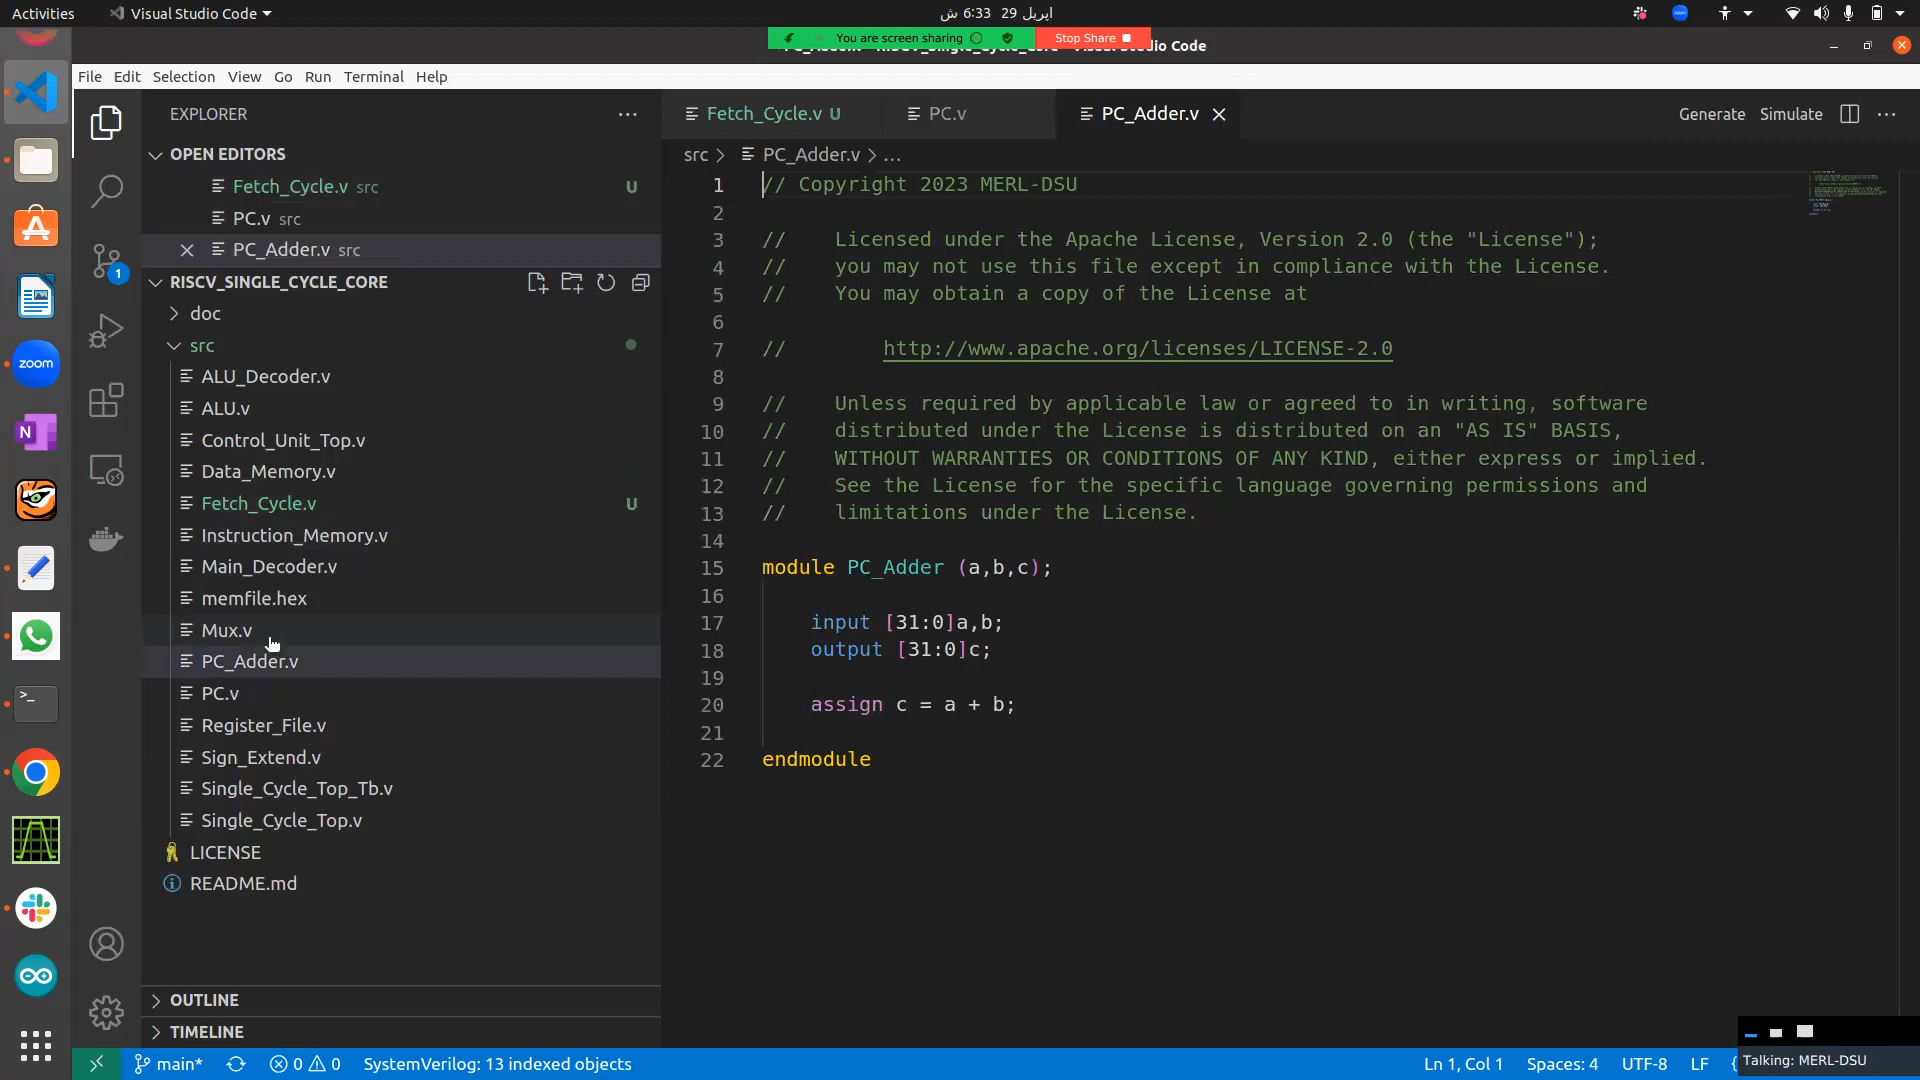 Activities
Visual Studio Code
اپریل 29  6:33 ش
You are screen sharing
Stop Share
Visual Studio Code
File Edit Selection View Go Run Terminal Help
EXPLORER
OPEN EDITORS
Fetch_Cycle.v src U
PC.v src
PC_Adder.v src
RISCV_SINGLE_CYCLE_CORE
doc
src
ALU_Decoder.v
ALU.v
Control_Unit_Top.v
Data_Memory.v
Fetch_Cycle.v U
Instruction_Memory.v
Main_Decoder.v
memfile.hex
Mux.v
PC_Adder.v
PC.v
Register_File.v
Sign_Extend.v
Single_Cycle_Top_Tb.v
Single_Cycle_Top.v
LICENSE
README.md
OUTLINE
TIMELINE
zoom
N
1
Fetch_Cycle.v U
PC.v
PC_Adder.v
Generate Simulate
src > PC_Adder.v > ...
1 // Copyright 2023 MERL-DSU
2
3 // Licensed under the Apache License, Version 2.0 (the "License");
4 // you may not use this file except in compliance with the License.
5 // You may obtain a copy of the License at
6
7 // http://www.apache.org/licenses/LICENSE-2.0
8
9 // Unless required by applicable law or agreed to in writing, software
10 // distributed under the License is distributed on an "AS IS" BASIS,
11 // WITHOUT WARRANTIES OR CONDITIONS OF ANY KIND, either express or implied.
12 // See the License for the specific language governing permissions and
13 // limitations under the License.
14
15 module PC_Adder (a,b,c);
16
17 input [31:0]a,b;
18 output [31:0]c;
19
20 assign c = a + b;
21
22 endmodule
main* 0 0 SystemVerilog: 13 indexed objects
Ln 1, Col 1 Spaces: 4 UTF-8 LF
Talking: MERL-DSU